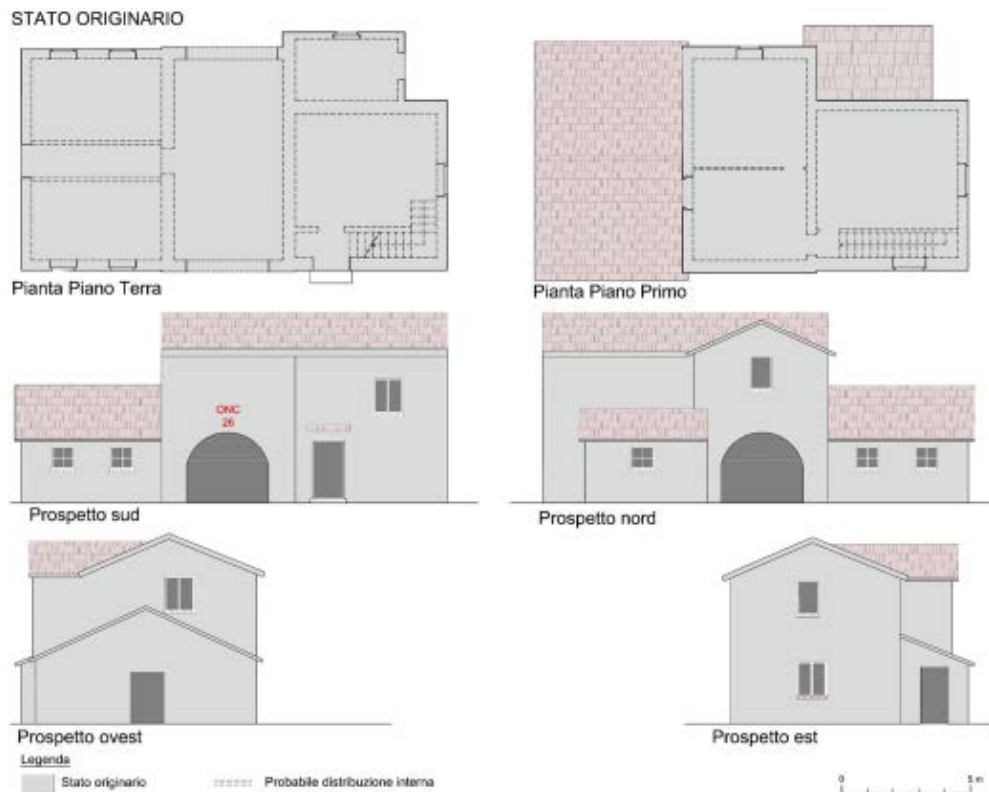 STATO ORIGINARIO
Pianta Piano Terra
Pianta Piano Primo
ONC
26
Prospetto sud
Prospetto nord
Prospetto ovest
Prospetto est
Legenda
Stato originario
Probabile distribuzione interna
0
5 m